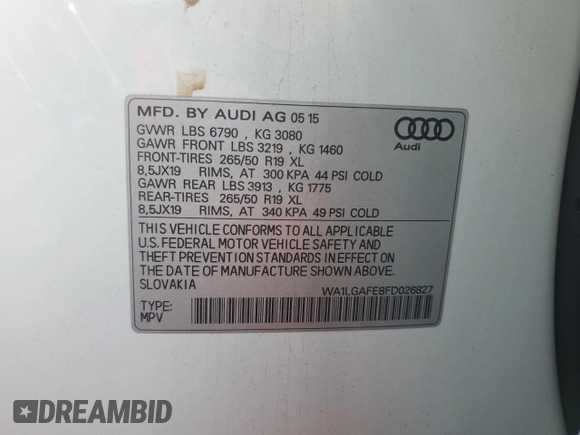 MFD. BY AUDI AG 05 15
GVWR LBS 6790 , KG 3080
GAWR FRONT LBS 3219 , KG 1460
FRONT-TIRES 265/50 R19 XL
8,5JX19 RIMS, AT 300 KPA 44 PSI COLD
GAWR REAR LBS 3913 , KG 1775
REAR-TIRES 265/50 R19 XL
8,5JX19 RIMS, AT 340 KPA 49 PSI COLD
Audi
THIS VEHICLE CONFORMS TO ALL APPLICABLE
U.S. FEDERAL MOTOR VEHICLE SAFETY AND
THEFT PREVENTION STANDARDS IN EFFECT ON
THE DATE OF MANUFACTURE SHOWN ABOVE.
SLOVAKIA WA1LGAFE8FD026827
TYPE:
MPV
DREAMBID